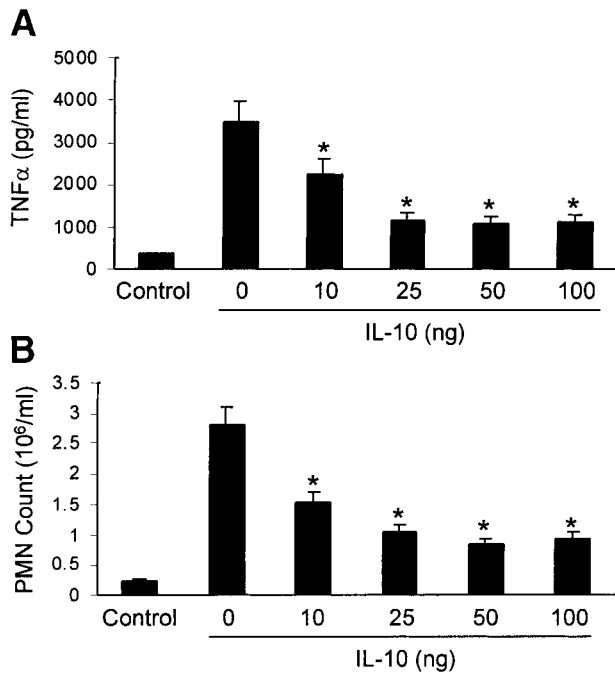 A
TNFα (pg/ml)
5000
4000
3000
2000
1000
0
* * * *
Control 0 10 25 50 100
IL-10 (ng)
B
PMN Count (10⁶/ml)
3.5
3
2.5
2
1.5
1
0.5
0
* * * *
Control 0 10 25 50 100
IL-10 (ng)